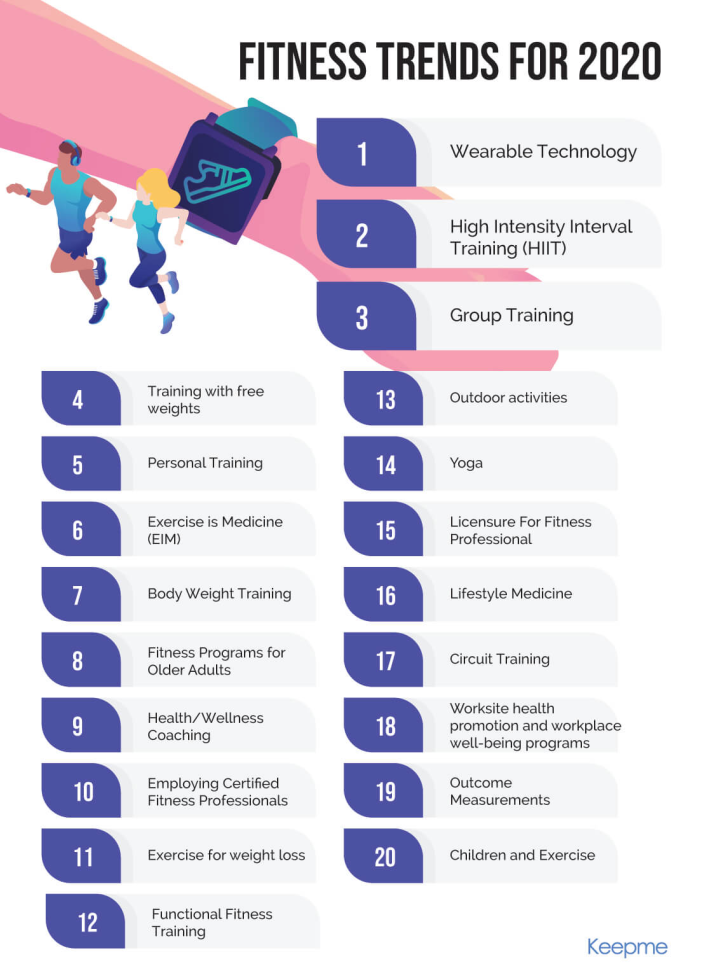 FITNESS TRENDS FOR 2020
1
Wearable Technology
2
High Intensity Interval
Training (HIIT)
3
Group Training
4
Training with free
weights
5
Personal Training
6
Exercise is Medicine
(EIM)
7
Body Weight Training
8
Fitness Programs for
Older Adults
9
Health/Wellness
Coaching
10
Employing Certified
Fitness Professionals
11
Exercise for weight loss
12
Functional Fitness
Training
13
Outdoor activities
14
Yoga
15
Licensure For Fitness
Professional
16
Lifestyle Medicine
17
Circuit Training
18
Worksite health
promotion and workplace
well-being programs
19
Outcome
Measurements
20
Children and Exercise
Keepme